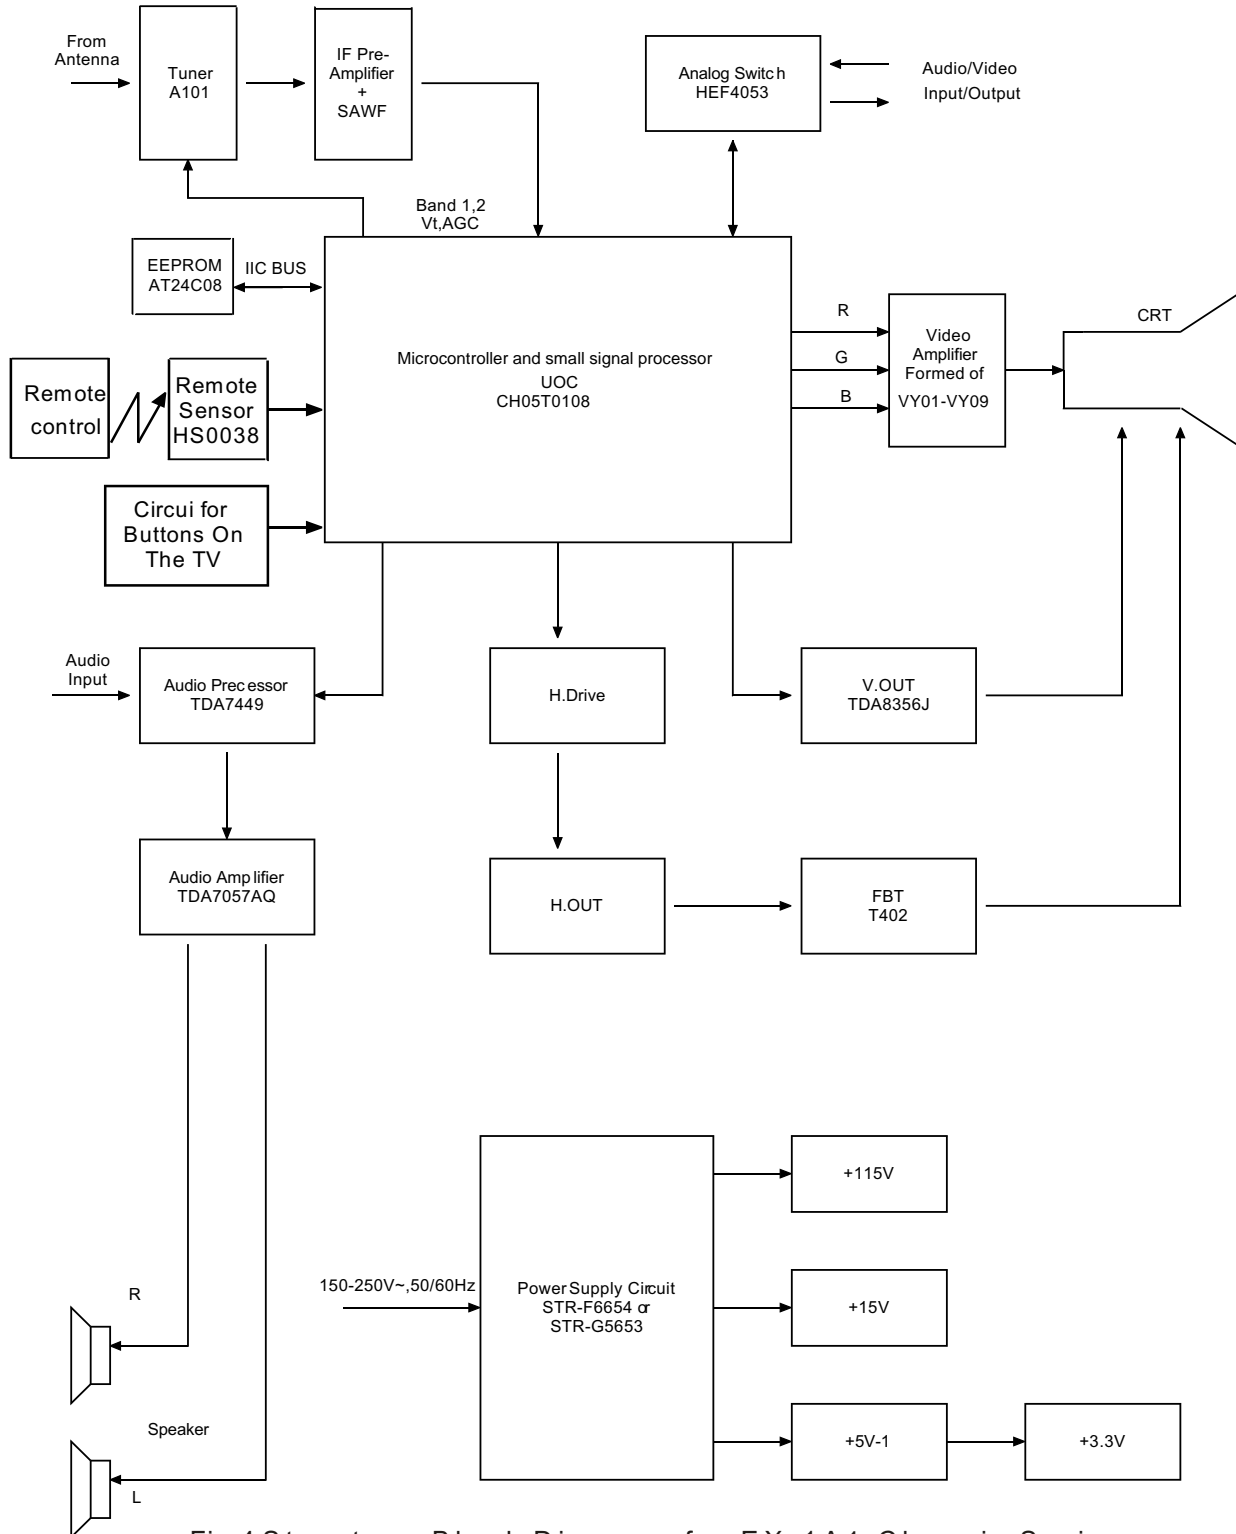 From
Antenna
Tuner
A101
IF Pre-
Amplifier
+
SAWF
Analog Switch
HEF4053
Audio/Video
Input/Output
Band 1,2
Vt,AGC
EEPROM
AT24C08
IIC BUS
Remote
control
Remote
Sensor
HS0038
Circui for
Buttons On
The TV
Microcontroller and small signal processor
UOC
CH05T0108
R
G
B
Video
Amplifier
Formed of
VY01-VY09
CRT
Audio
Input
Audio Precessor
TDA7449
H.Drive
V.OUT
TDA8356J
Audio Amplifier
TDA7057AQ
H.OUT
FBT
T402
R
Speaker
L
150-250V~,50/60Hz
Power Supply Circuit
STR-F6654 or
STR-G5653
+115V
+15V
+5V-1
+3.3V